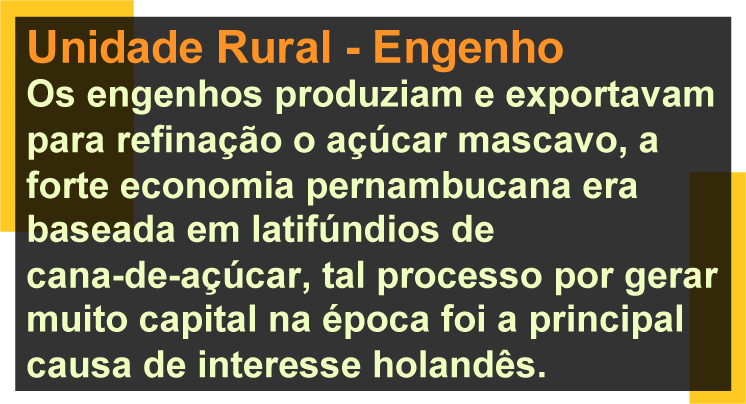 Unidade Rural - Engenho
Os engenhos produziam e exportavam
para refinação o açúcar mascavo, a
forte economia pernambucana era
baseada em latifúndios de
cana-de-açúcar, tal processo por gerar
muito capital na época foi a principal
causa de interesse holandês.